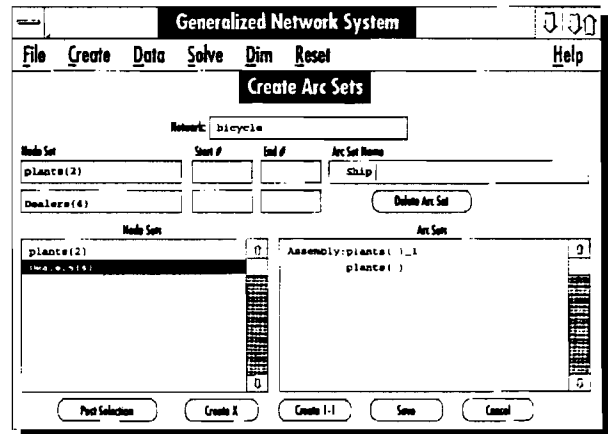 Generalized Network System
File Create Data Solve Dim Reset Help
Create Arc Sets
Network: bicycle
Node Set Start # End # Arc Set Name
plants(2) Ship
Dealers(4) Delete Arc Set
Node Sets Arc Sets
plants(2) Assembly:plants( )_1
Dealers(4) plants( )
Post Selection Create X Create 1-1 Save Cancel